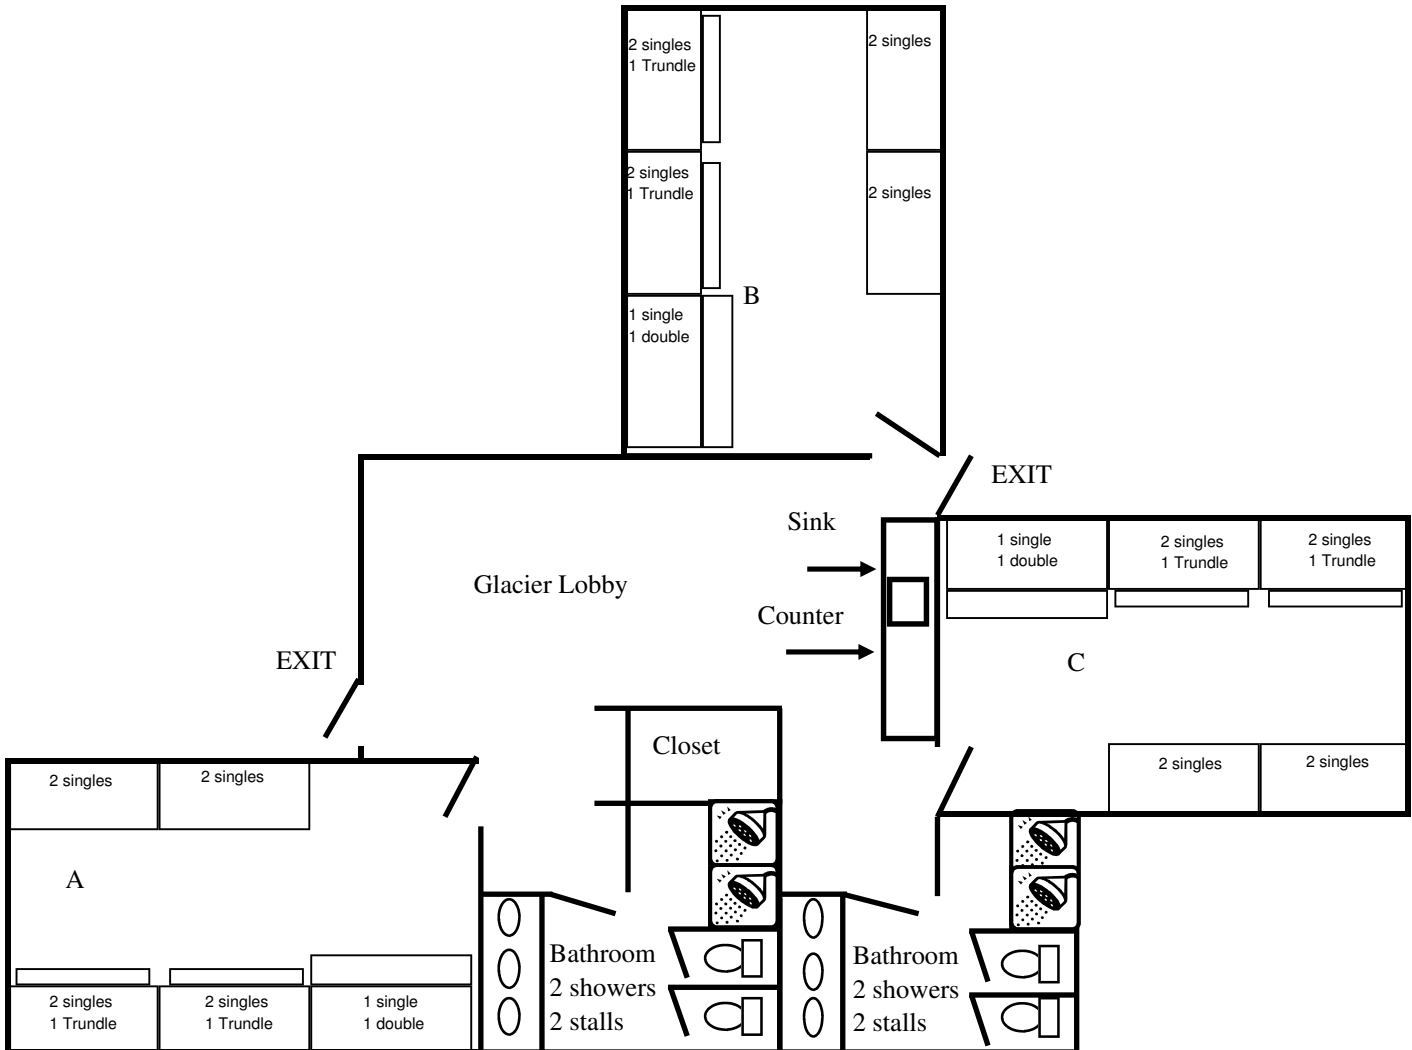 2 singles
1 Trundle
2 singles
2 singles
1 Trundle
2 singles
B
1 single
1 double
EXIT
Sink
1 single
1 double
2 singles
1 Trundle
2 singles
1 Trundle
Glacier Lobby
Counter
EXIT
C
Closet
2 singles
2 singles
2 singles
2 singles
A
Bathroom
2 showers
2 stalls
Bathroom
2 showers
2 stalls
2 singles
1 Trundle
2 singles
1 Trundle
1 single
1 double